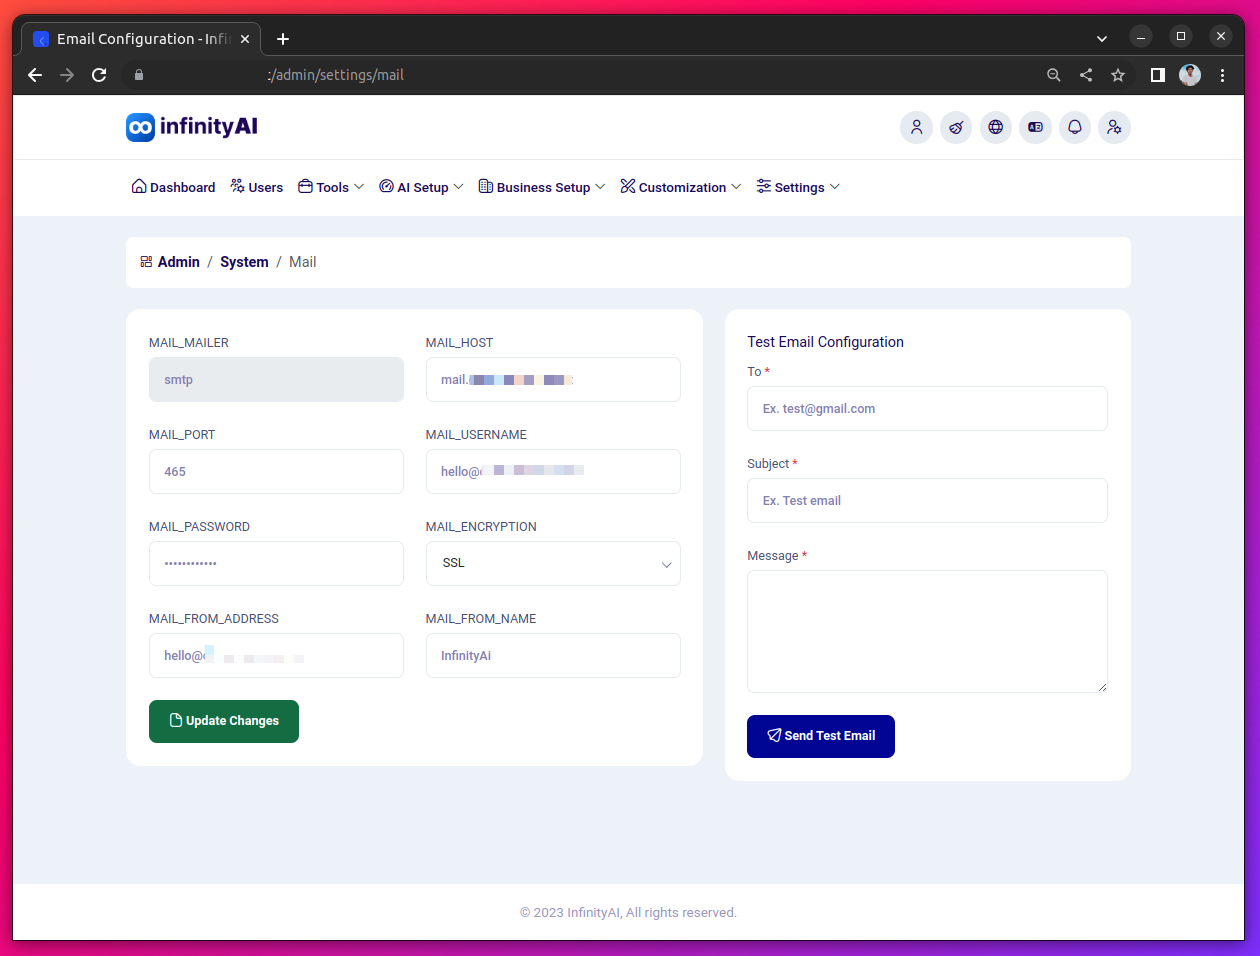 Email Configuration - Infi
:/admin/settings/mail
infinityAI
Dashboard Users Tools AI Setup Business Setup Customization Settings
Admin / System / Mail
MAIL_MAILER
smtp
MAIL_HOST
mail.
MAIL_PORT
465
MAIL_USERNAME
hello@
MAIL_PASSWORD
••••••••••••
MAIL_ENCRYPTION
SSL
MAIL_FROM_ADDRESS
hello@
MAIL_FROM_NAME
InfinityAi
Update Changes
Test Email Configuration
To *
Ex. test@gmail.com
Subject *
Ex. Test email
Message *
Send Test Email
© 2023 InfinityAI, All rights reserved.